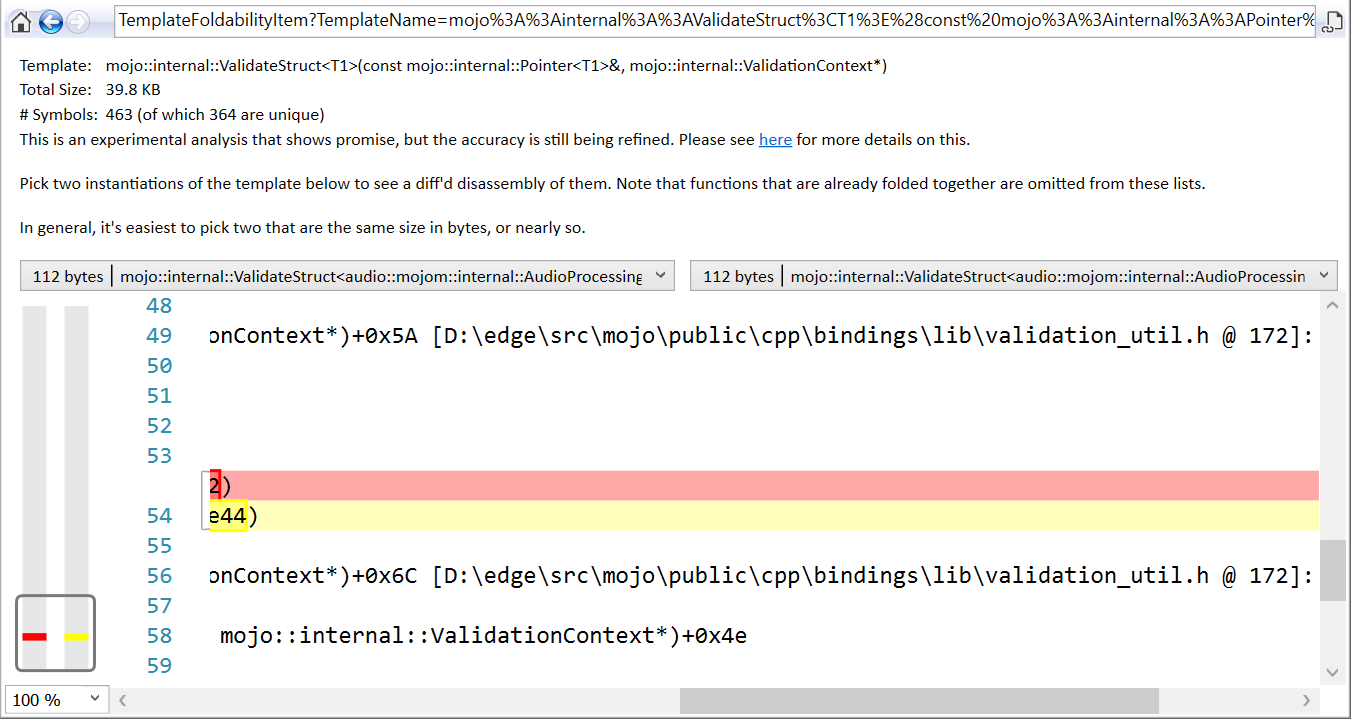 TemplateFoldabilityItem?TemplateName=mojo%3A%3Ainternal%3A%3AValidateStruct%3CT1%3E%28const%20mojo%3A%3Ainternal%3A%3APointer%
Template: mojo::internal::ValidateStruct<T1>(const mojo::internal::Pointer<T1>&, mojo::internal::ValidationContext*)
Total Size: 39.8 KB
# Symbols: 463 (of which 364 are unique)
This is an experimental analysis that shows promise, but the accuracy is still being refined. Please see here for more details on this.
Pick two instantiations of the template below to see a diff'd disassembly of them. Note that functions that are already folded together are omitted from these lists.
In general, it's easiest to pick two that are the same size in bytes, or nearly so.
112 bytes | mojo::internal::ValidateStruct<audio::mojom::internal::AudioProcessing
112 bytes | mojo::internal::ValidateStruct<audio::mojom::internal::AudioProcessin
48
49 onContext*)+0x5A [D:\edge\src\mojo\public\cpp\bindings\lib\validation_util.h @ 172]:
50
51
52
53
2)
54 e44)
55
56 onContext*)+0x6C [D:\edge\src\mojo\public\cpp\bindings\lib\validation_util.h @ 172]:
57
58 mojo::internal::ValidationContext*)+0x4e
59
100 %